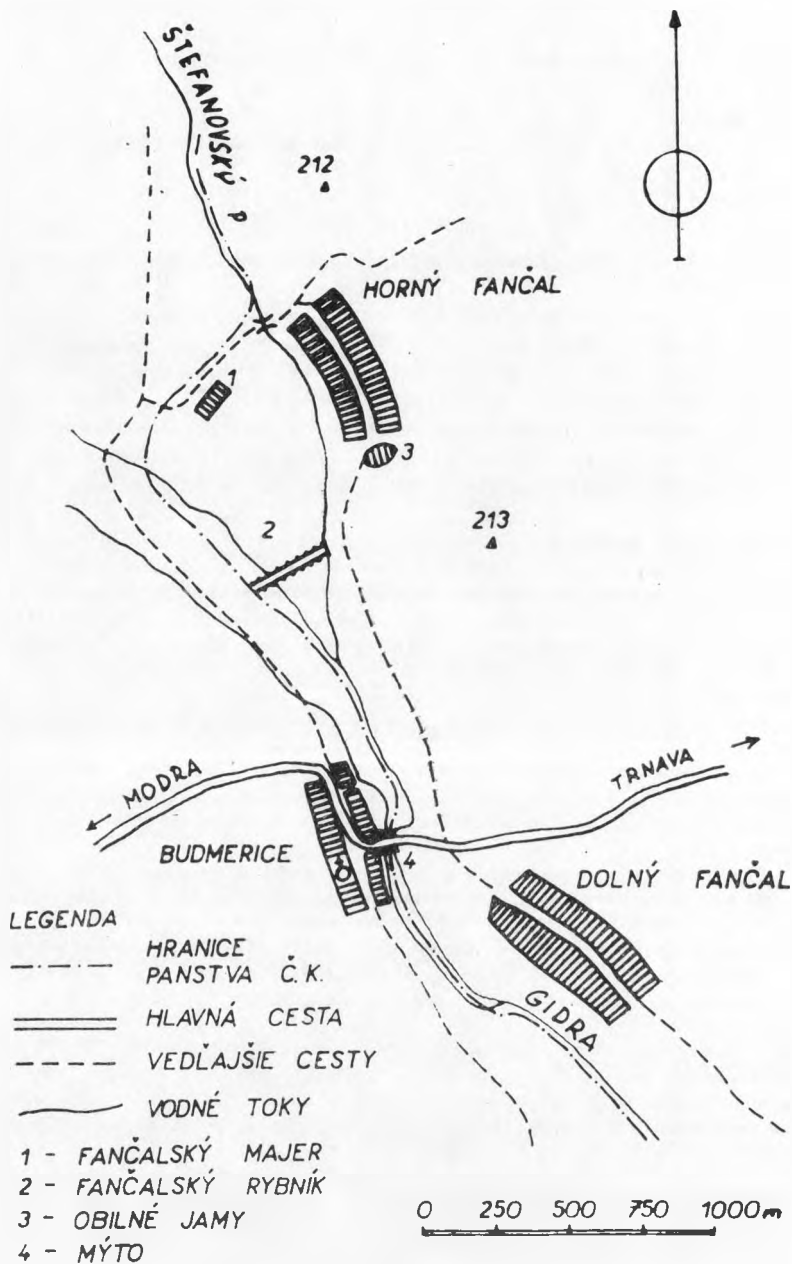 ŠTEFANOVSKÝ P
212
HORNÝ FANČAL
1
3
2
213
MODRA
TRNAVA
BUDMERICE
4
DOLNÝ FANČAL
GIDRA
LEGENDA
HRANICE
PANSTVA Č.K.
HLAVNÁ CESTA
VEDĽAJŠIE CESTY
VODNÉ TOKY
1 - FANČALSKÝ MAJER
2 - FANČALSKÝ RYBNÍK
3 - OBILNÉ JAMY
4 - MÝTO
0 250 500 750 1000m